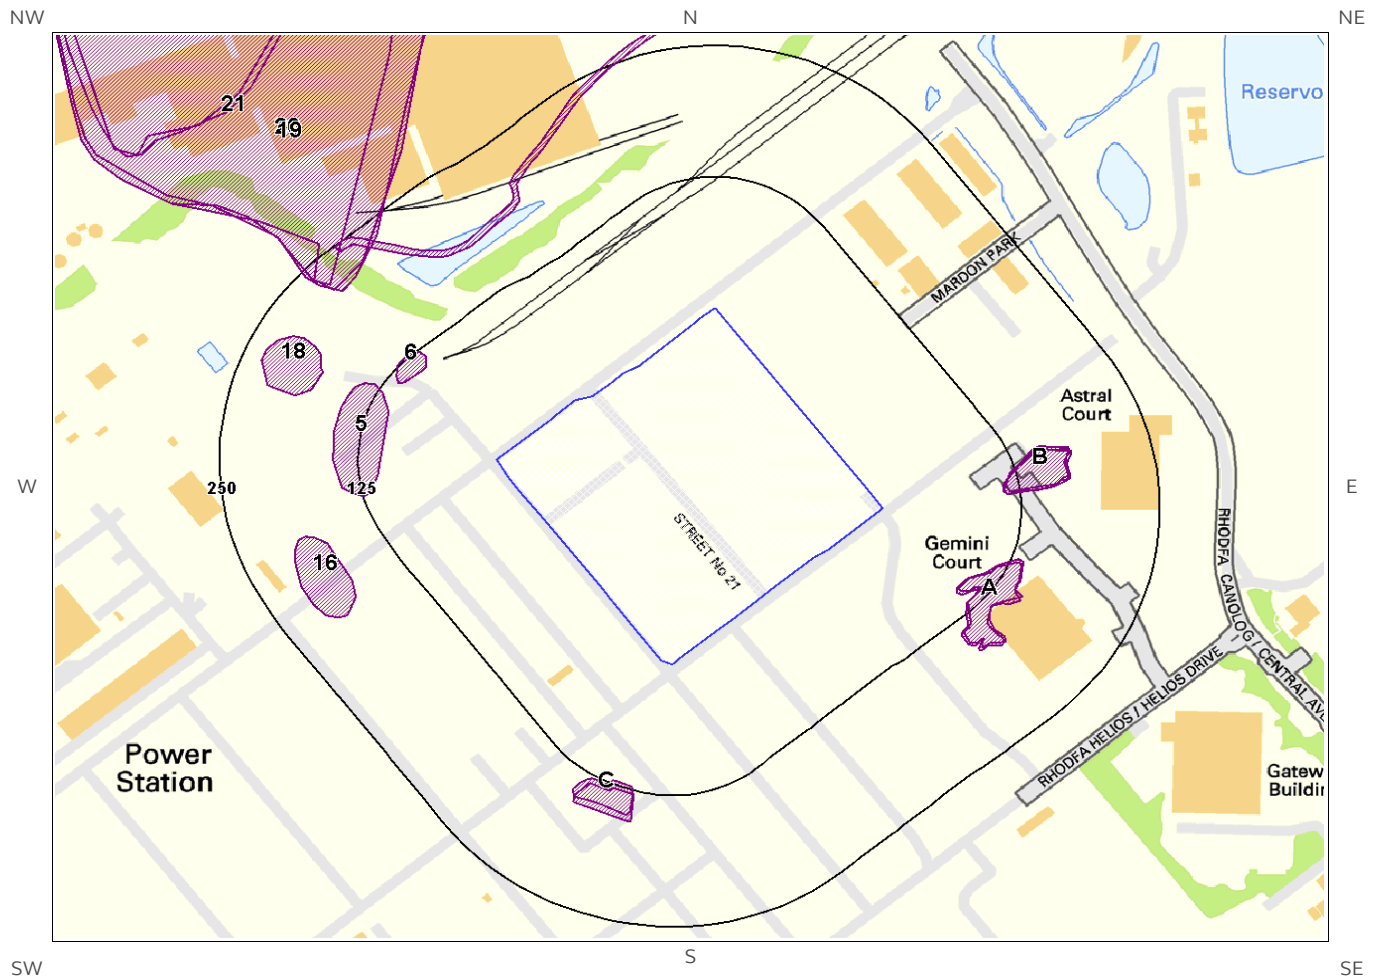 NW
N
NE
21
19
Reservo
MARDON PARK
18
6
5
Astral
Court
B
W
250
125
E
STREET No 21
RHODFA CANOLOG / CENTRAL AVE
Gemini
Court
16
A
RHODFA HELIOS / HELIOS DRIVE
Power
Station
C
Gatew
Buildin
SW
S
SE